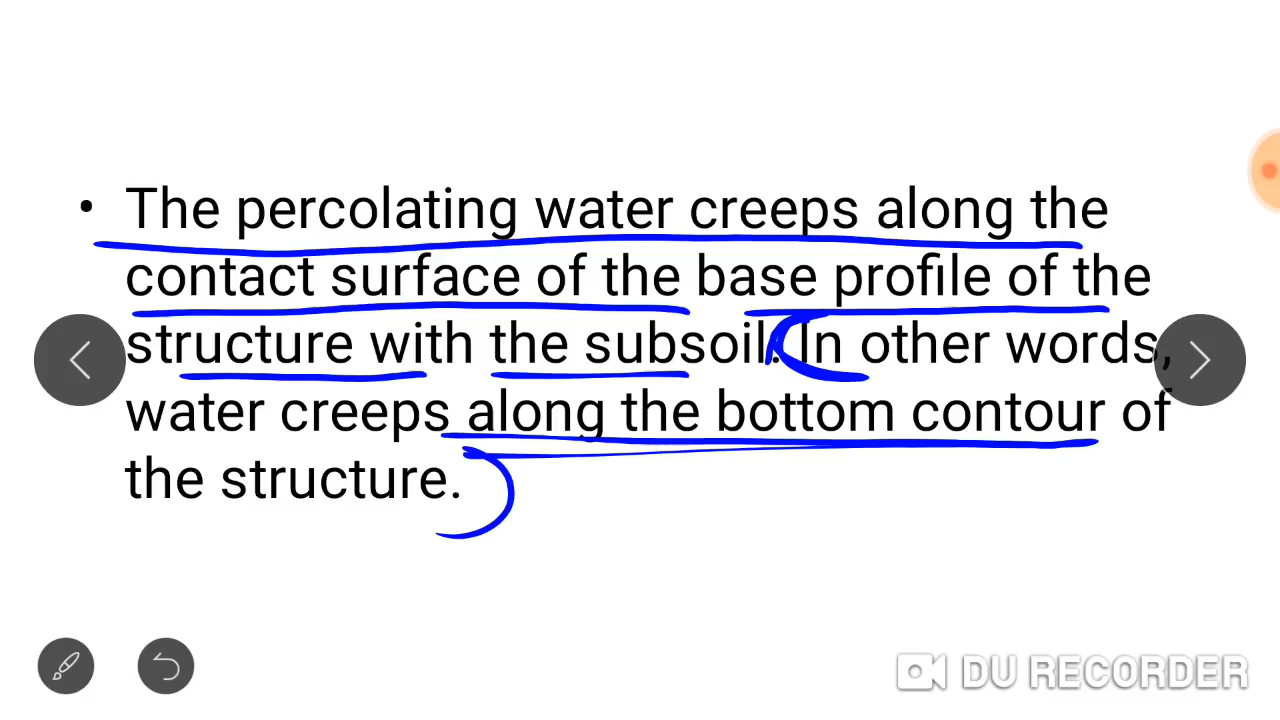 • The percolating water creeps along the
contact surface of the base profile of the
structure with the subsoil. In other words,
water creeps along the bottom contour of
the structure.
DU RECORDER